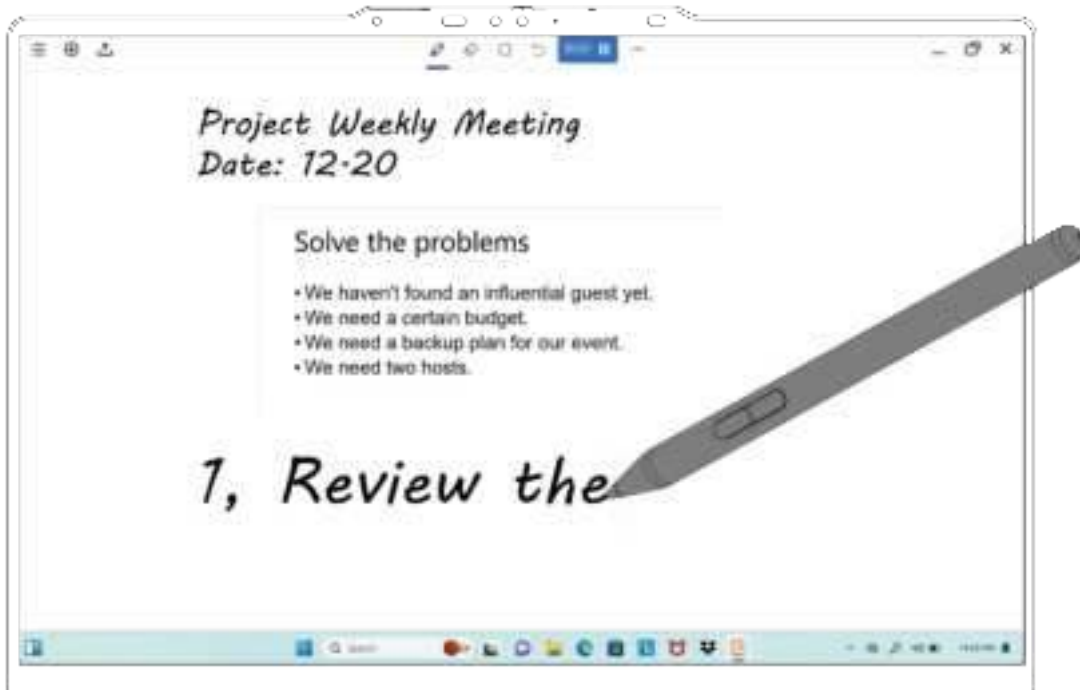 Project Weekly Meeting
Date: 12-20
Solve the problems
• We haven't found an influential guest yet.
• We need a certain budget.
• We need a backup plan for our event.
• We need two hosts.
1, Review the